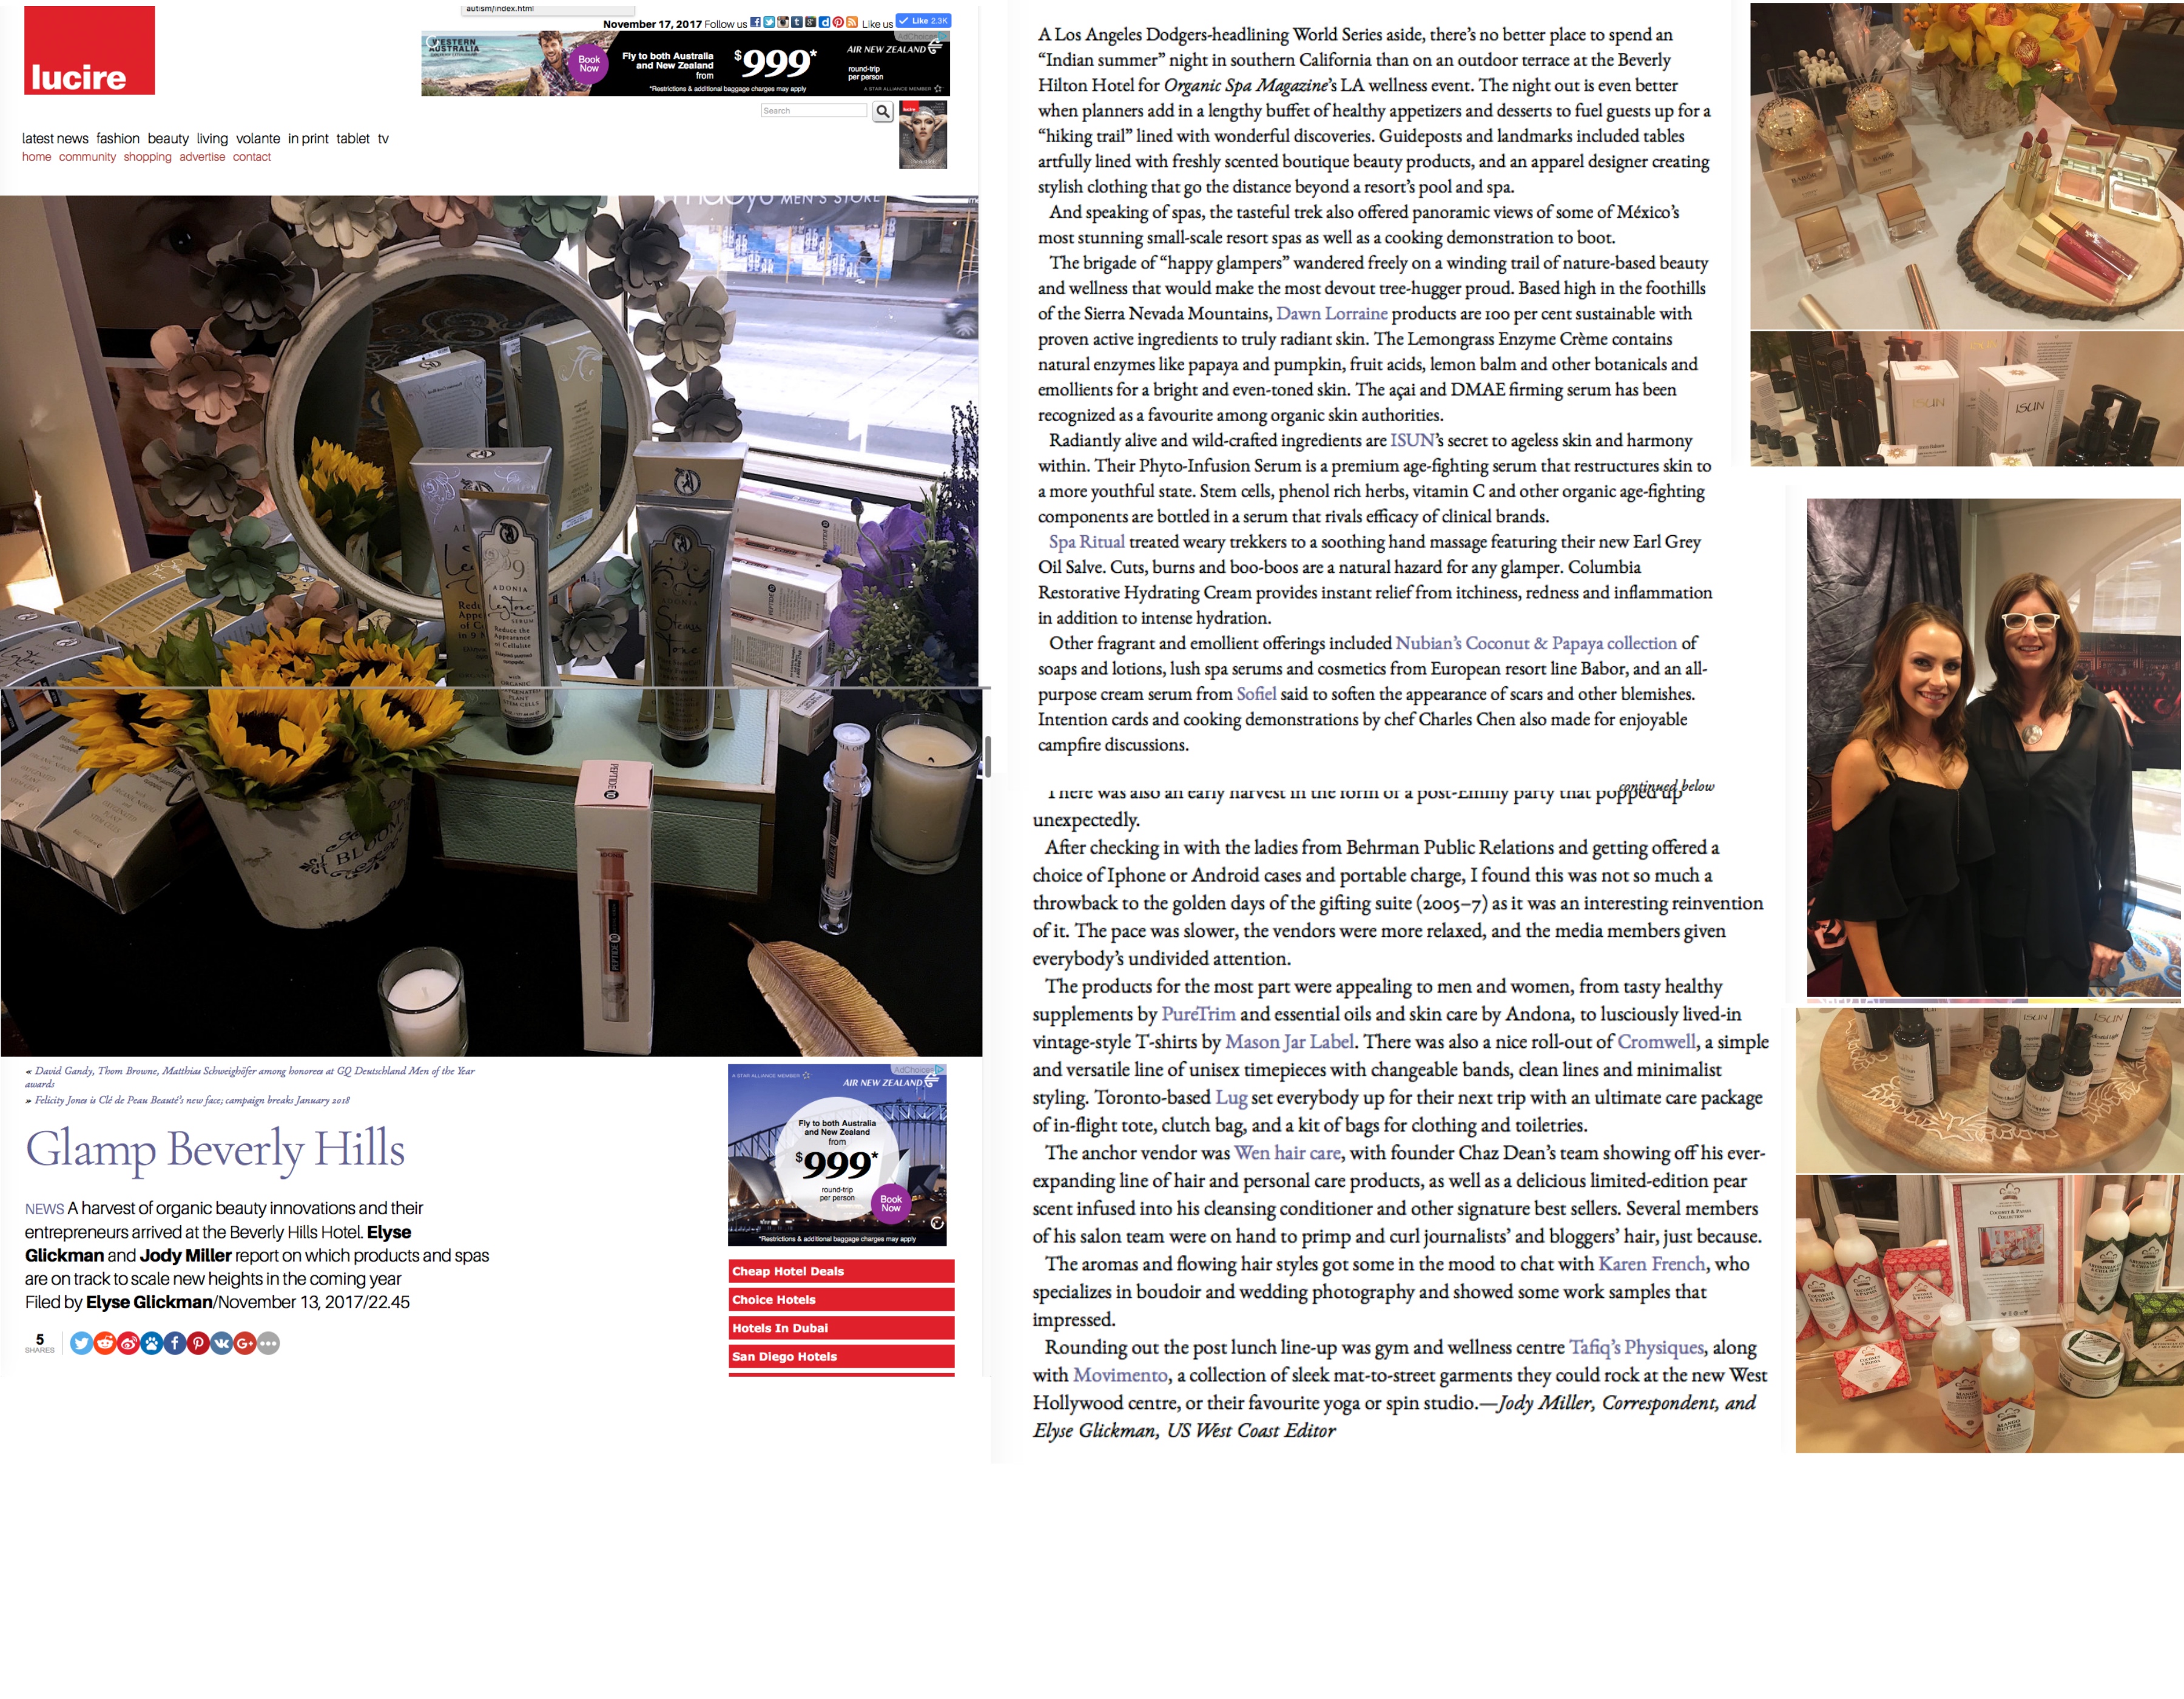 autism/index.html
lucire
November 17, 2017 Follow us
Like us
Like 2.3K
AdChoices
WESTERN
AUSTRALIA
Book
Now
Fly to both Australia
and New Zealand
from
$999*
AIR NEW ZEALAND
round-trip
per person
*Restrictions & additional baggage charges may apply
A STAR ALLIANCE MEMBER
Search
latest news fashion beauty living volante in print tablet tv
home community shopping advertise contact
macy's MEN'S STORE
ADONIA
Legtone
SERUM
Reduce the
Appearance
of Cellulite
with
ORGANIC
STEM CELLS
ADONIA
Stemu
Tone
BLOOM
PEPTIDE 10
« David Gandy, Thom Browne, Matthias Schweighöfer among honorees at GQ Deutschland Men of the Year
awards
» Felicity Jones is Clé de Peau Beauté's new face; campaign breaks January 2018
Glamp Beverly Hills
NEWS A harvest of organic beauty innovations and their
entrepreneurs arrived at the Beverly Hills Hotel. Elyse
Glickman and Jody Miller report on which products and spas
are on track to scale new heights in the coming year
Filed by Elyse Glickman/November 13, 2017/22.45
5
SHARES
A STAR ALLIANCE MEMBER
AdChoices
AIR NEW ZEALAND
Fly to both Australia
and New Zealand
from
$999*
round-trip
per person
Book
Now
*Restrictions & additional baggage charges may apply
Cheap Hotel Deals
Choice Hotels
Hotels In Dubai
San Diego Hotels
A Los Angeles Dodgers-headlining World Series aside, there's no better place to spend an
“Indian summer” night in southern California than on an outdoor terrace at the Beverly
Hilton Hotel for Organic Spa Magazine's LA wellness event. The night out is even better
when planners add in a lengthy buffet of healthy appetizers and desserts to fuel guests up for a
“hiking trail” lined with wonderful discoveries. Guideposts and landmarks included tables
artfully lined with freshly scented boutique beauty products, and an apparel designer creating
stylish clothing that go the distance beyond a resort's pool and spa.
And speaking of spas, the tasteful trek also offered panoramic views of some of México's
most stunning small-scale resort spas as well as a cooking demonstration to boot.
The brigade of “happy glampers” wandered freely on a winding trail of nature-based beauty
and wellness that would make the most devout tree-hugger proud. Based high in the foothills
of the Sierra Nevada Mountains, Dawn Lorraine products are 100 per cent sustainable with
proven active ingredients to truly radiant skin. The Lemongrass Enzyme Crème contains
natural enzymes like papaya and pumpkin, fruit acids, lemon balm and other botanicals and
emollients for a bright and even-toned skin. The açai and DMAE firming serum has been
recognized as a favourite among organic skin authorities.
Radiantly alive and wild-crafted ingredients are ISUN's secret to ageless skin and harmony
within. Their Phyto-Infusion Serum is a premium age-fighting serum that restructures skin to
a more youthful state. Stem cells, phenol rich herbs, vitamin C and other organic age-fighting
components are bottled in a serum that rivals efficacy of clinical brands.
Spa Ritual treated weary trekkers to a soothing hand massage featuring their new Earl Grey
Oil Salve. Cuts, burns and boo-boos are a natural hazard for any glamper. Columbia
Restorative Hydrating Cream provides instant relief from itchiness, redness and inflammation
in addition to intense hydration.
Other fragrant and emollient offerings included Nubian's Coconut & Papaya collection of
soaps and lotions, lush spa serums and cosmetics from European resort line Babor, and an all-
purpose cream serum from Sofiel said to soften the appearance of scars and other blemishes.
Intention cards and cooking demonstrations by chef Charles Chen also made for enjoyable
campfire discussions.
continued below
There was also an early harvest in the form of a post-Emmy party that popped up
unexpectedly.
After checking in with the ladies from Behrman Public Relations and getting offered a
choice of Iphone or Android cases and portable charge, I found this was not so much a
throwback to the golden days of the gifting suite (2005–7) as it was an interesting reinvention
of it. The pace was slower, the vendors were more relaxed, and the media members given
everybody's undivided attention.
The products for the most part were appealing to men and women, from tasty healthy
supplements by PureTrim and essential oils and skin care by Andona, to lusciously lived-in
vintage-style T-shirts by Mason Jar Label. There was also a nice roll-out of Cromwell, a simple
and versatile line of unisex timepieces with changeable bands, clean lines and minimalist
styling. Toronto-based Lug set everybody up for their next trip with an ultimate care package
of in-flight tote, clutch bag, and a kit of bags for clothing and toiletries.
The anchor vendor was Wen hair care, with founder Chaz Dean's team showing off his ever-
expanding line of hair and personal care products, as well as a delicious limited-edition pear
scent infused into his cleansing conditioner and other signature best sellers. Several members
of his salon team were on hand to primp and curl journalists' and bloggers' hair, just because.
The aromas and flowing hair styles got some in the mood to chat with Karen French, who
specializes in boudoir and wedding photography and showed some work samples that
impressed.
Rounding out the post lunch line-up was gym and wellness centre Tafiq's Physiques, along
with Movimento, a collection of sleek mat-to-street garments they could rock at the new West
Hollywood centre, or their favourite yoga or spin studio.—Jody Miller, Correspondent, and
Elyse Glickman, US West Coast Editor
BABOR
ISUN
ISUN
ISUN
COCONUT & PAPAYA
COLLECTION
COCONUT
& PAPAYA
MANGO
BUTTER